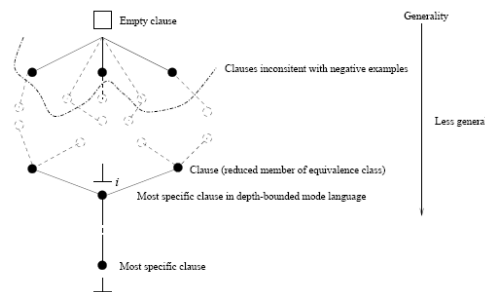 Empty clause
Generality
Clauses inconsitent with negative examples
Less genera
Clause (reduced member of equivalence class)
i
Most specific clause in depth-bounded mode language
Most specific clause